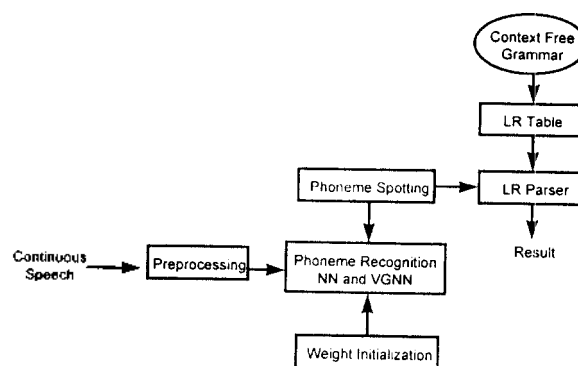 Context Free
Grammar
LR Table
Phoneme Spotting
LR Parser
Result
Continuous
Speech
Preprocessing
Phoneme Recognition
NN and VGNN
Weight Initialization